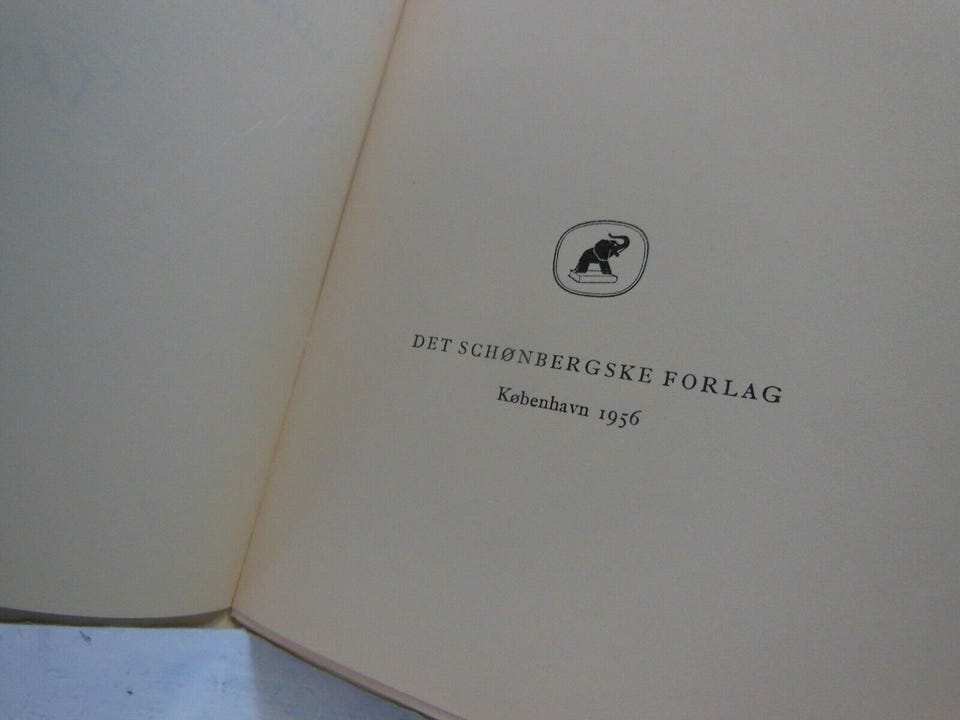 DET SCHØNBERGSKE FORLAG
København 1956